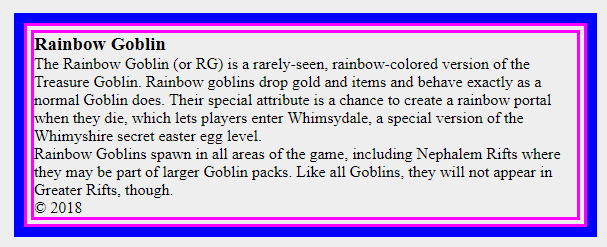 Rainbow Goblin
The Rainbow Goblin (or RG) is a rarely-seen, rainbow-colored version of the
Treasure Goblin. Rainbow goblins drop gold and items and behave exactly as a
normal Goblin does. Their special attribute is a chance to create a rainbow portal
when they die, which lets players enter Whimsydale, a special version of the
Whimyshire secret easter egg level.
Rainbow Goblins spawn in all areas of the game, including Nephalem Rifts where
they may be part of larger Goblin packs. Like all Goblins, they will not appear in
Greater Rifts, though.
© 2018